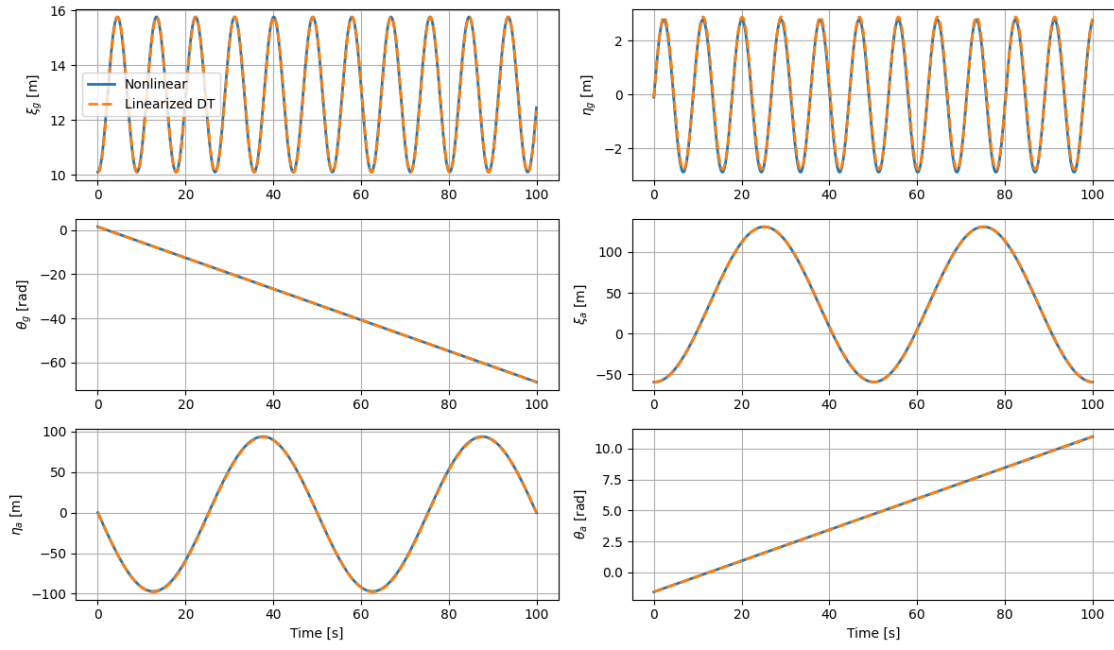 16
14
12
10
ξg [m]
Nonlinear
Linearized DT
0 20 40 60 80 100
2
0
−2
ηg [m]
0 20 40 60 80 100
0
−20
−40
−60
θg [rad]
0 20 40 60 80 100
100
50
0
−50
ξa [m]
0 20 40 60 80 100
100
50
0
−50
−100
ηa [m]
0 20 40 60 80 100
Time [s]
10.0
7.5
5.0
2.5
0.0
θa [rad]
0 20 40 60 80 100
Time [s]